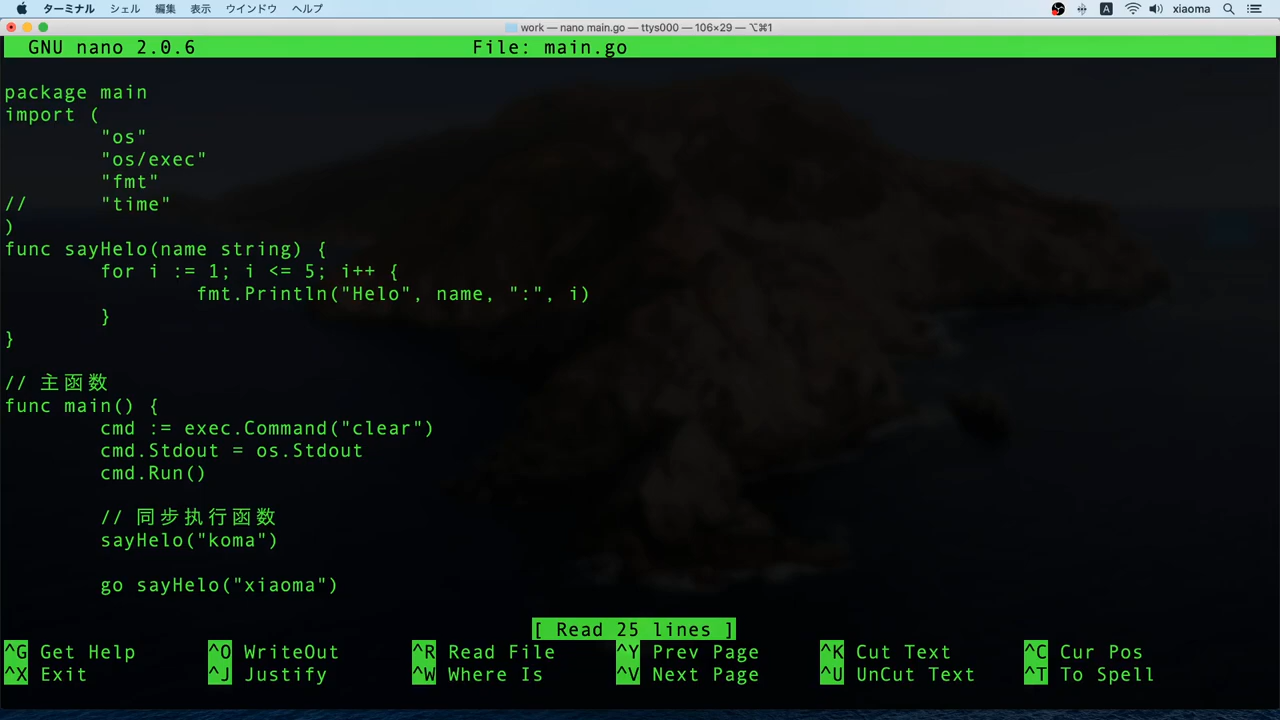 ターミナル シェル 編集 表示 ウインドウ ヘルプ A xiaoma
work — nano main.go — ttys000 — 106×29 — ⌥⌘1
GNU nano 2.0.6 File: main.go
package main
import (
"os"
"os/exec"
"fmt"
// "time"
)
func sayHelo(name string) {
for i := 1; i <= 5; i++ {
fmt.Println("Helo", name, ":", i)
}
}
// 主函数
func main() {
cmd := exec.Command("clear")
cmd.Stdout = os.Stdout
cmd.Run()
// 同步执行函数
sayHelo("koma")
go sayHelo("xiaoma")
[ Read 25 lines ]
^G Get Help ^O WriteOut ^R Read File ^Y Prev Page ^K Cut Text ^C Cur Pos
^X Exit ^J Justify ^W Where Is ^V Next Page ^U UnCut Text ^T To Spell